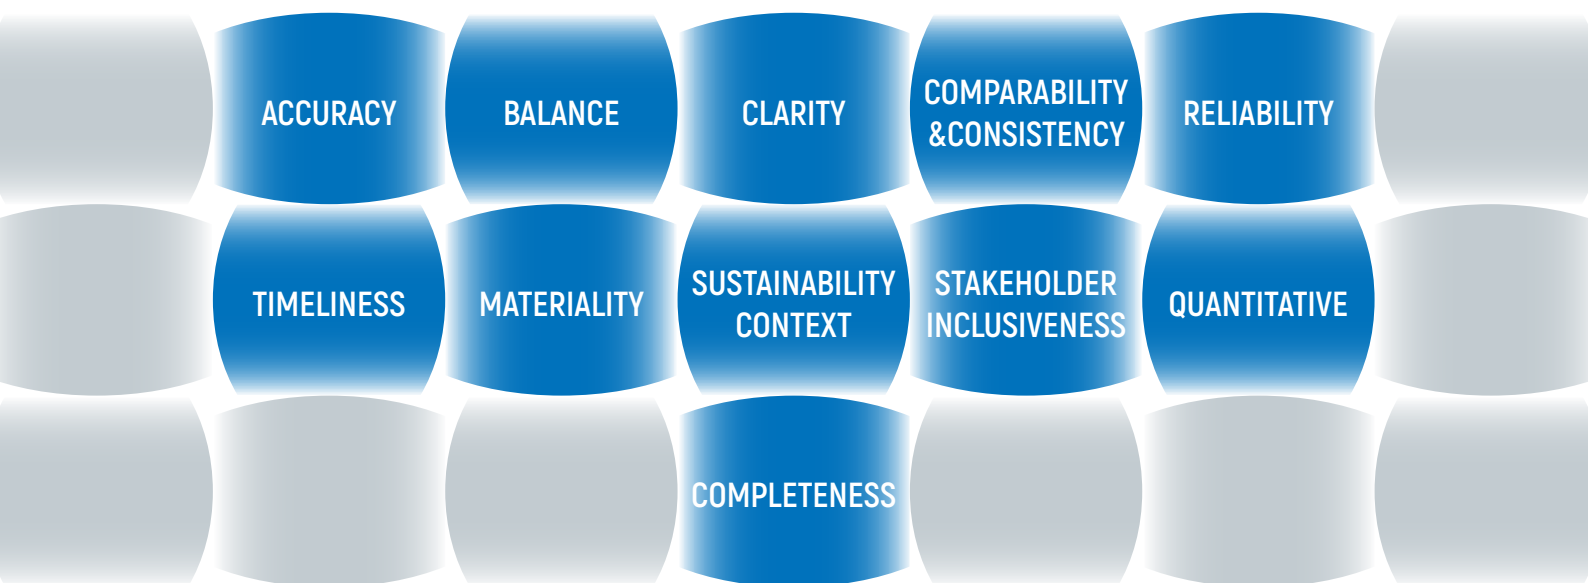 ACCURACY
BALANCE
CLARITY
COMPARABILITY
&CONSISTENCY
RELIABILITY
TIMELINESS
MATERIALITY
SUSTAINABILITY
CONTEXT
STAKEHOLDER
INCLUSIVENESS
QUANTITATIVE
COMPLETENESS